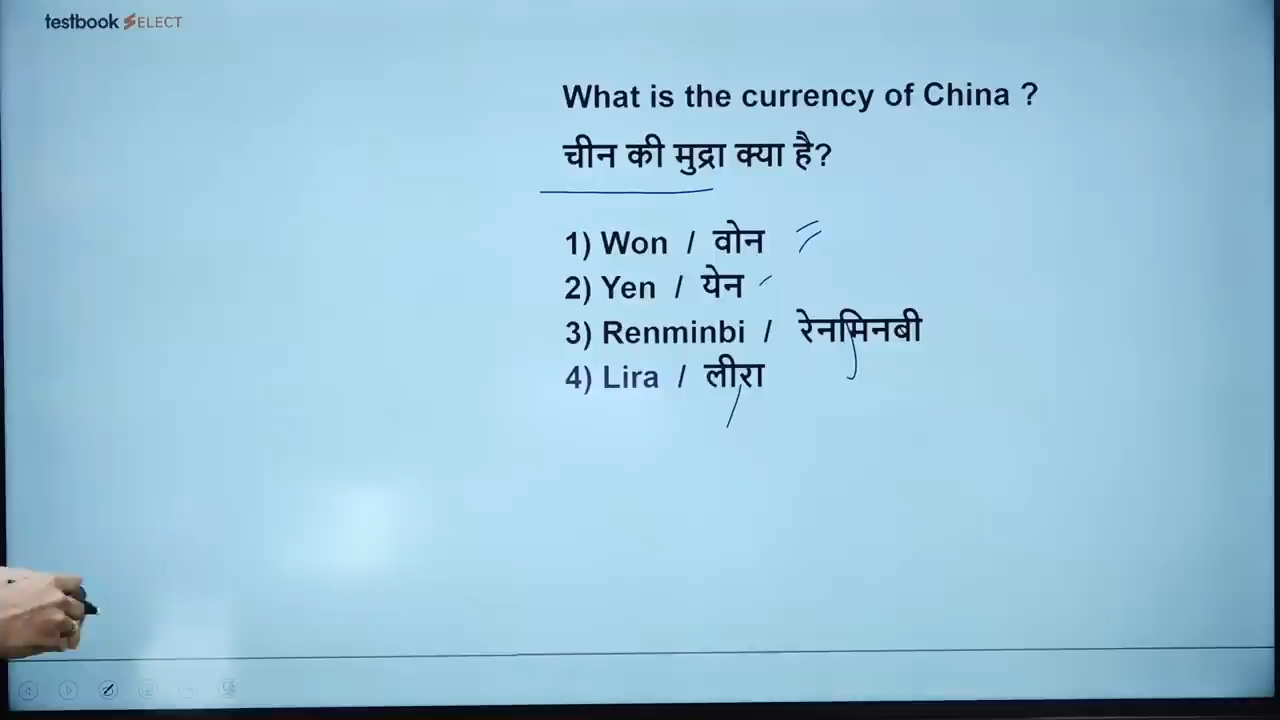 testbook SELECT
What is the currency of China ?
चीन की मुद्रा क्या है?
1) Won / वोन
2) Yen / येन
3) Renminbi / रेनमिनबी
4) Lira / लीरा